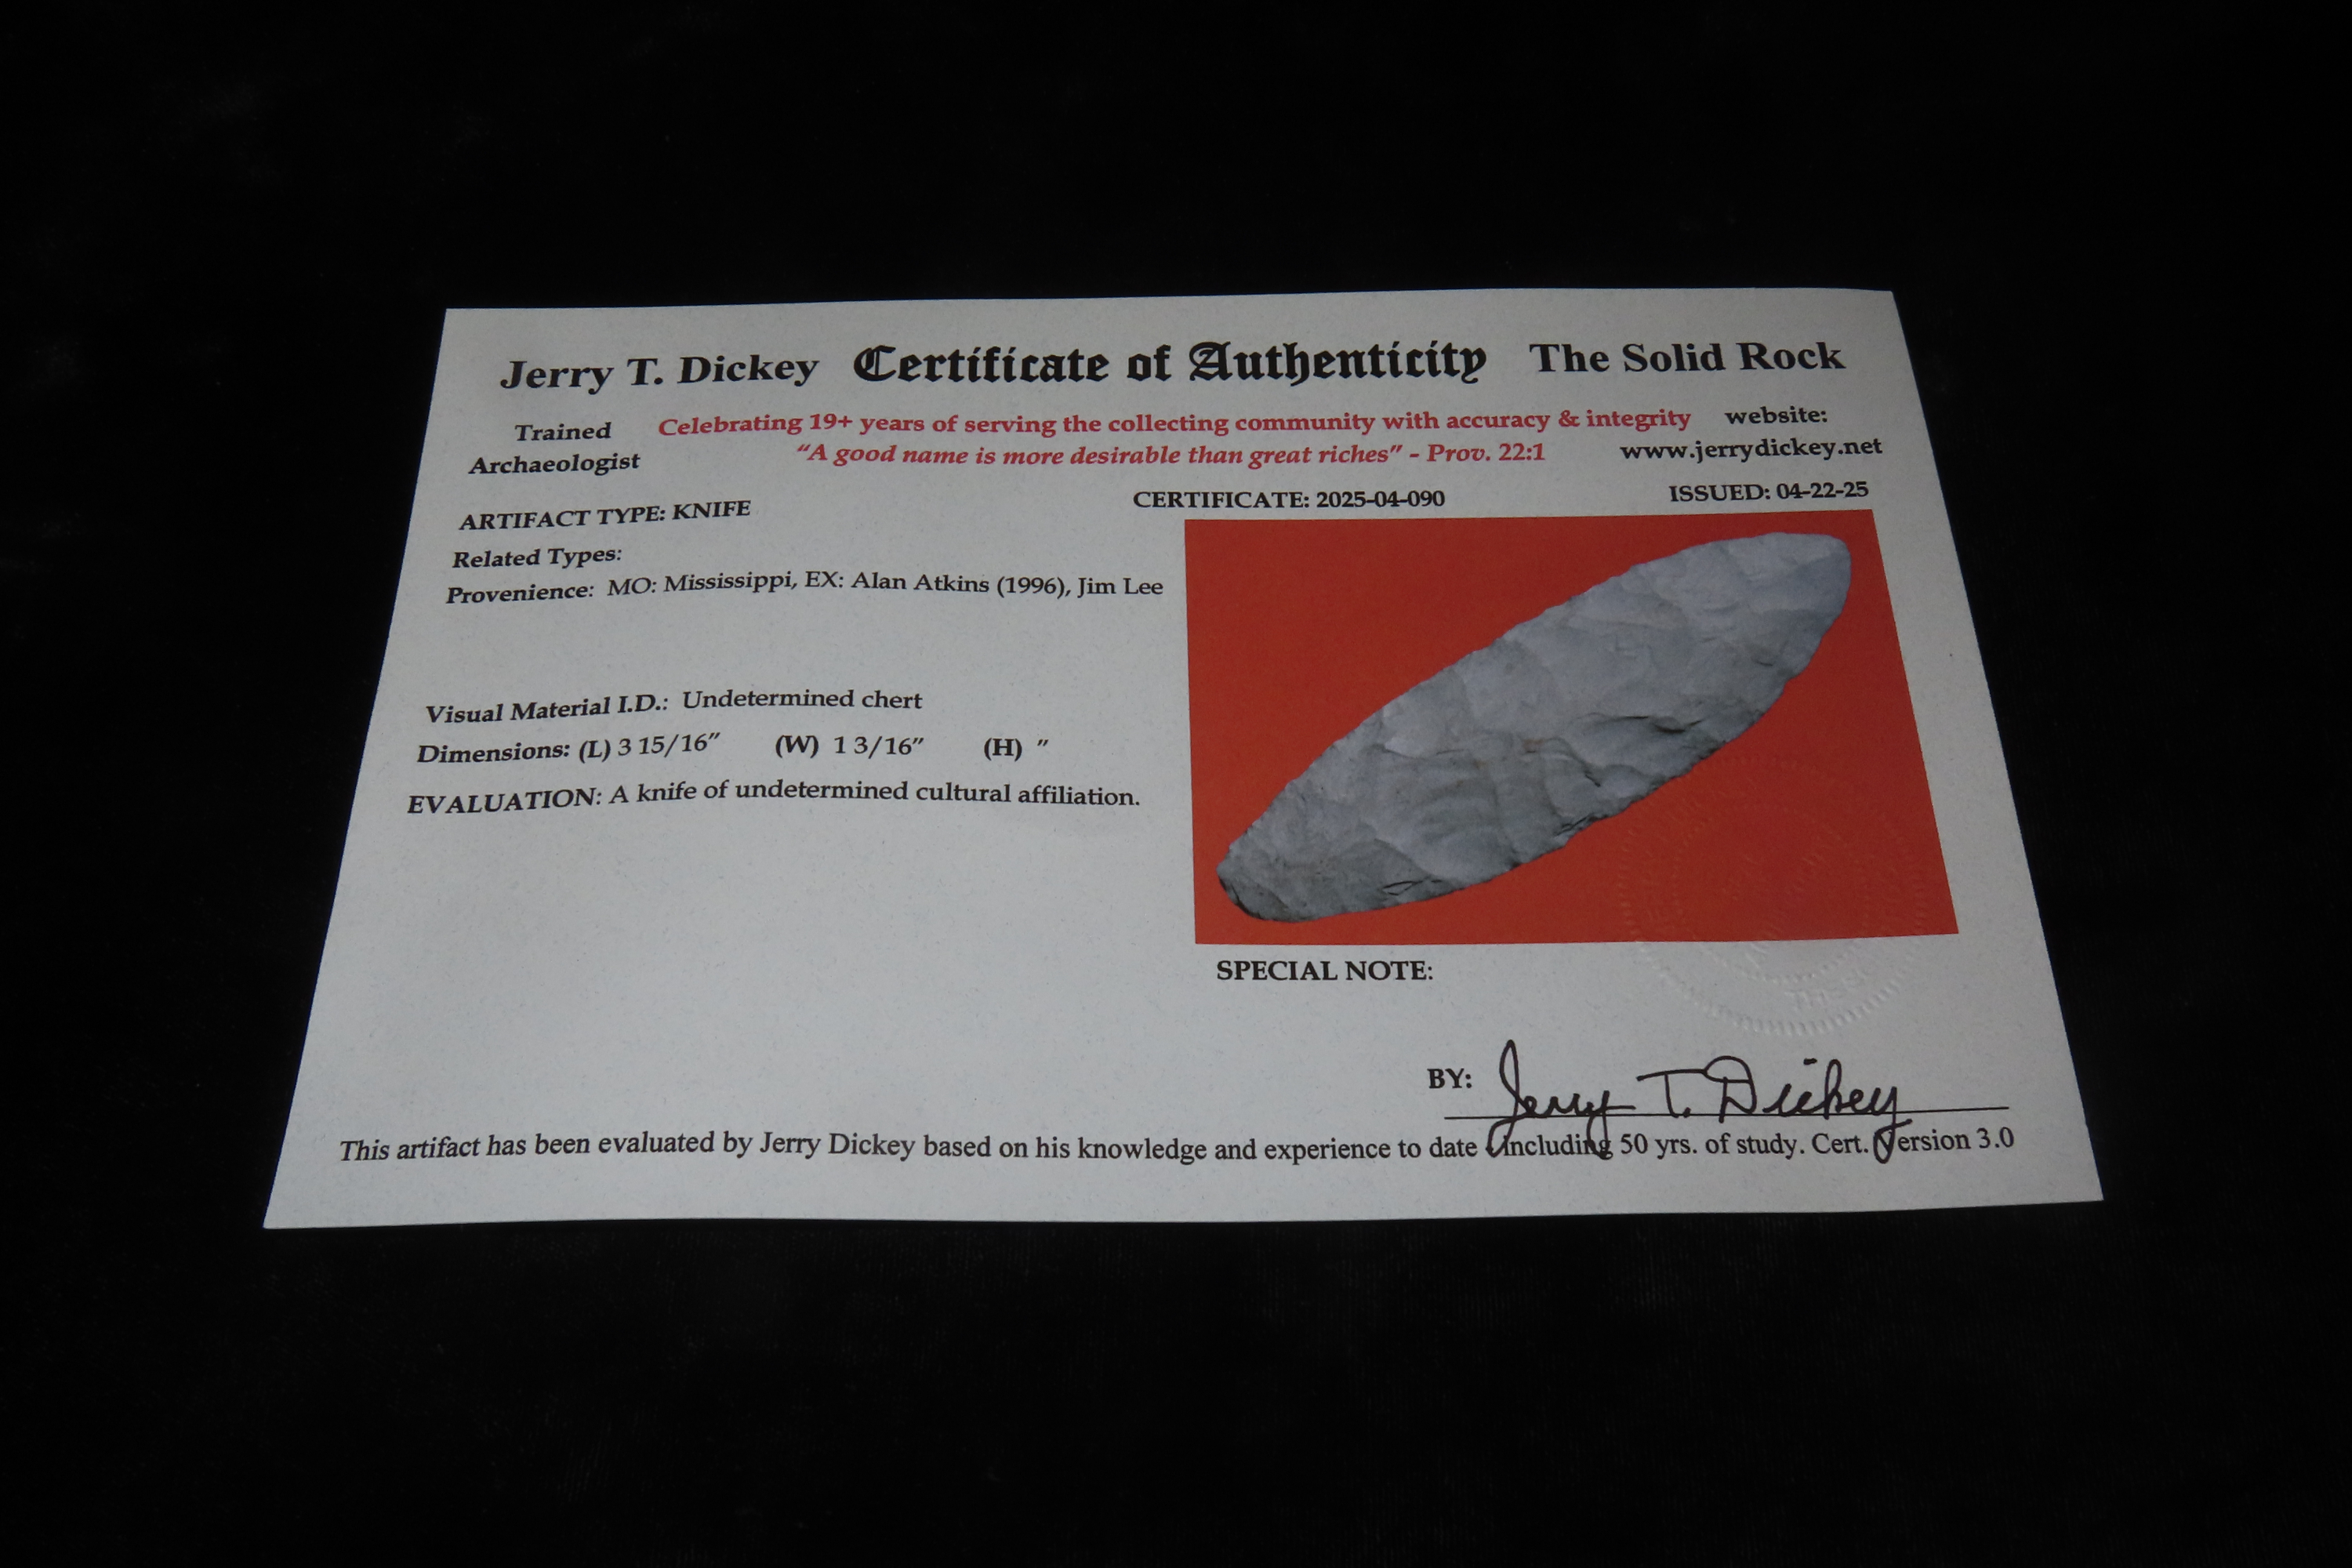 Jerry T. Dickey Certificate of Authenticity The Solid Rock
Trained Archaeologist
Celebrating 19+ years of serving the collecting community with accuracy & integrity
"A good name is more desirable than great riches" - Prov. 22:1
website:
www.jerrydickey.net
ARTIFACT TYPE: KNIFE
CERTIFICATE: 2025-04-090
ISSUED: 04-22-25
Related Types:
Provenience: MO: Mississippi, EX: Alan Atkins (1996), Jim Lee
Visual Material I.D.: Undetermined chert
Dimensions: (L) 3 15/16" (W) 1 3/16" (H) "
EVALUATION: A knife of undetermined cultural affiliation.
SPECIAL NOTE:
BY: Jerry T. Dickey
This artifact has been evaluated by Jerry Dickey based on his knowledge and experience to date including 50 yrs. of study. Cert. Version 3.0